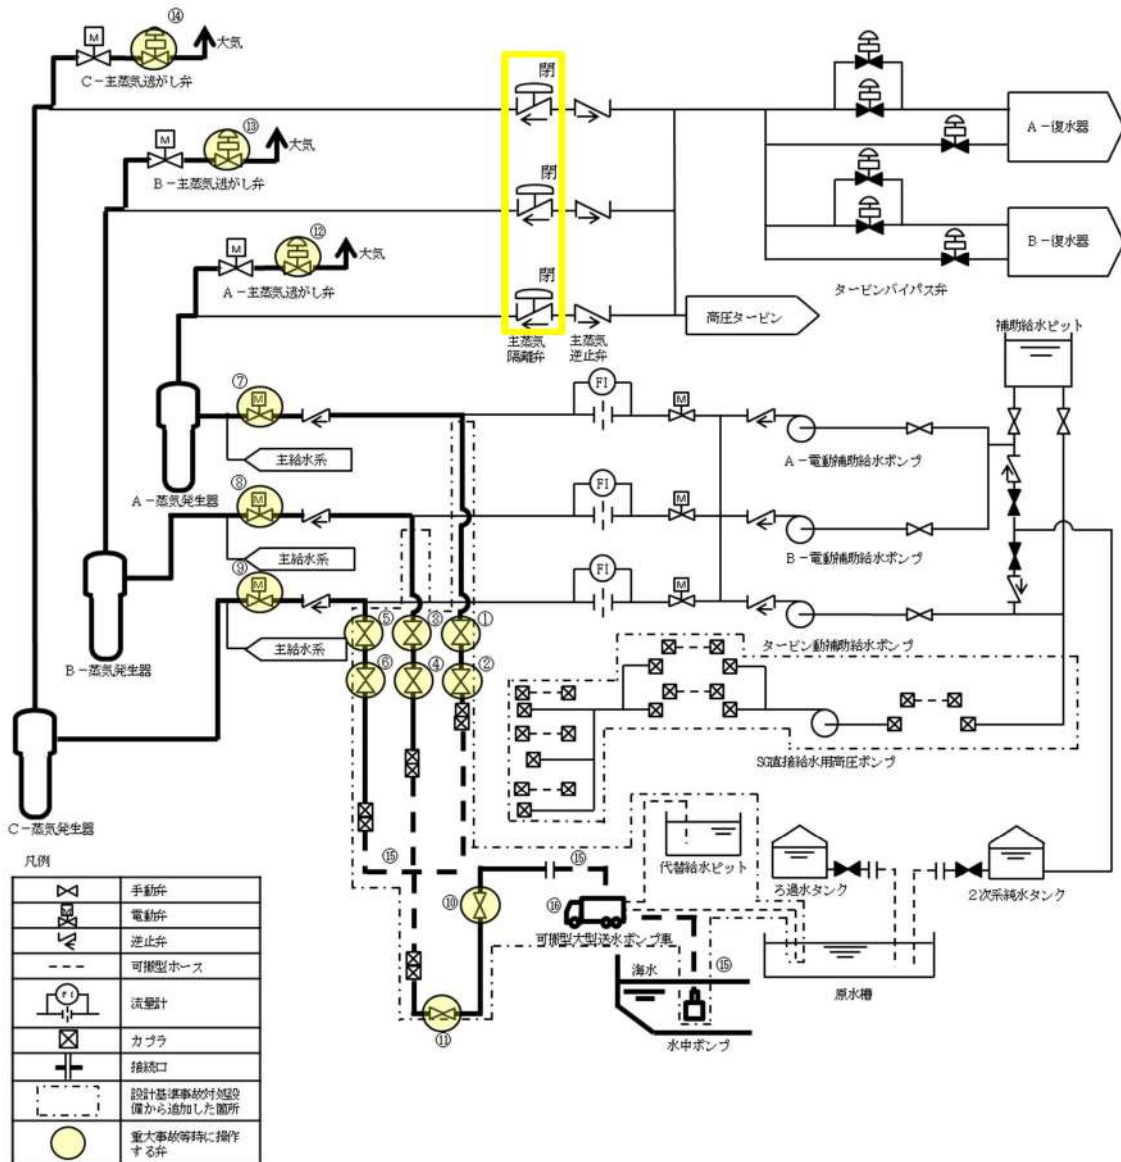 ⑭
M
大気
C－主蒸気逃がし弁
閉
⑬
M
大気
A－復水器
B－主蒸気逃がし弁
閉
⑫
M
大気
B－復水器
A－主蒸気逃がし弁
閉
タービンバイパス弁
高圧タービン
主蒸気
隔離弁
主蒸気
逆止弁
補助給水ピット
⑦
M
FI
M
主給水系
A－電動補助給水ポンプ
A－蒸気発生器
⑧
M
FI
M
主給水系
B－電動補助給水ポンプ
⑨
M
FI
M
⑤
③
①
主給水系
タービン動補助給水ポンプ
B－蒸気発生器
⑥
④
②
SG直接給水用高圧ポンプ
C－蒸気発生器
⑮
⑮
代替給水ピット
ろ過水タンク
2次系純水タンク
⑩
⑯
可搬型大型送水ポンプ車
海水
⑮
原水槽
⑪
水中ポンプ
凡例
手動弁
M
電動弁
逆止弁
可搬型ホース
FI
流量計
カプラ
接続口
設計基準事故対処設
備から追加した箇所
重大事故等時に操作
する弁